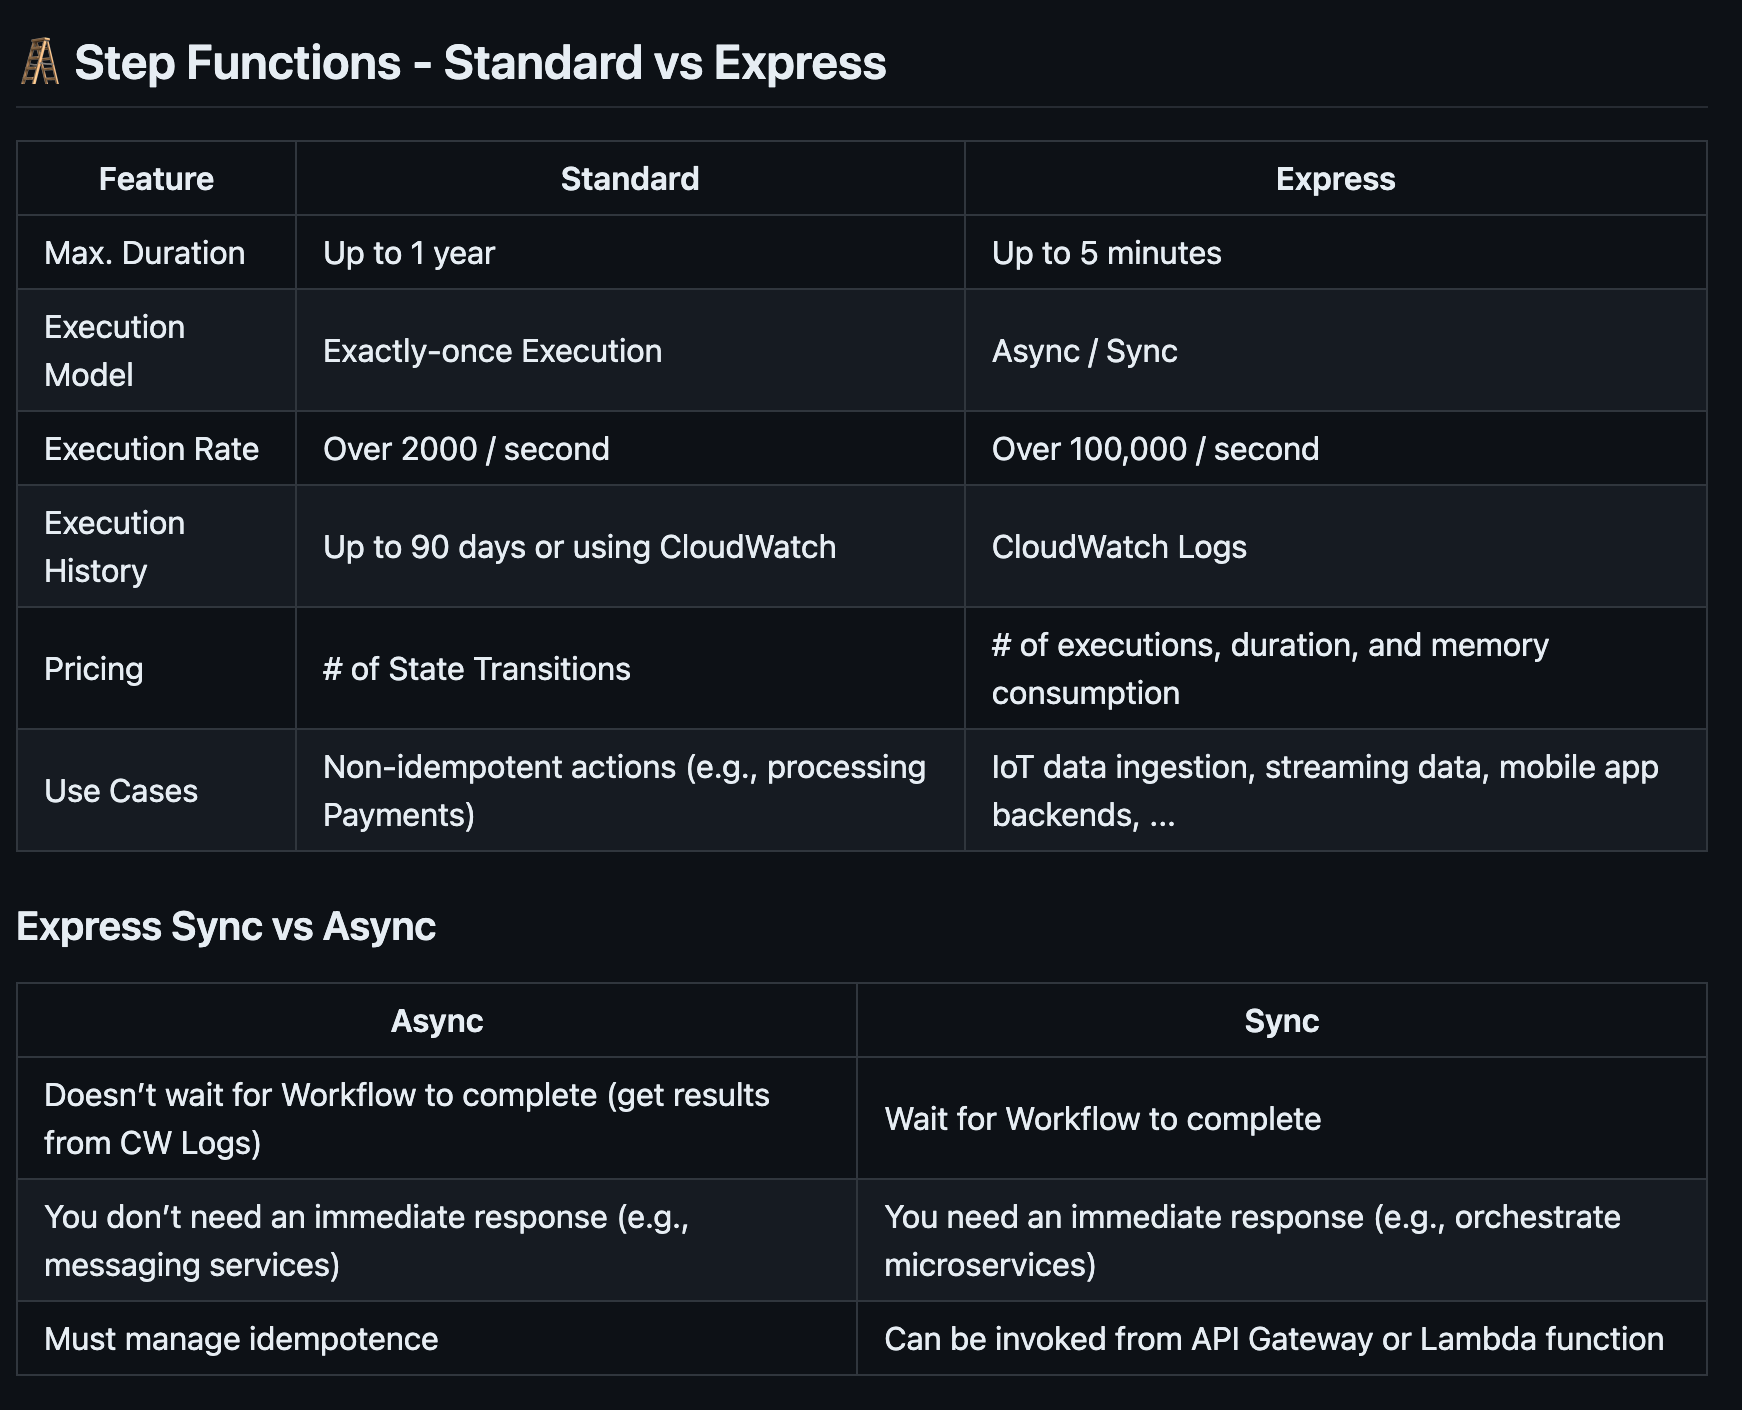 Step Functions - Standard vs Express
Feature
Standard
Express
Max. Duration
Up to 1 year
Up to 5 minutes
Execution
Model
Exactly-once Execution
Async / Sync
Execution Rate
Over 2000 / second
Over 100,000 / second
Execution
History
Up to 90 days or using CloudWatch
CloudWatch Logs
Pricing
# of State Transitions
# of executions, duration, and memory
consumption
Use Cases
Non-idempotent actions (e.g., processing
Payments)
IoT data ingestion, streaming data, mobile app
backends, ...
Express Sync vs Async
Async
Sync
Doesn’t wait for Workflow to complete (get results
from CW Logs)
Wait for Workflow to complete
You don’t need an immediate response (e.g.,
messaging services)
You need an immediate response (e.g., orchestrate
microservices)
Must manage idempotence
Can be invoked from API Gateway or Lambda function